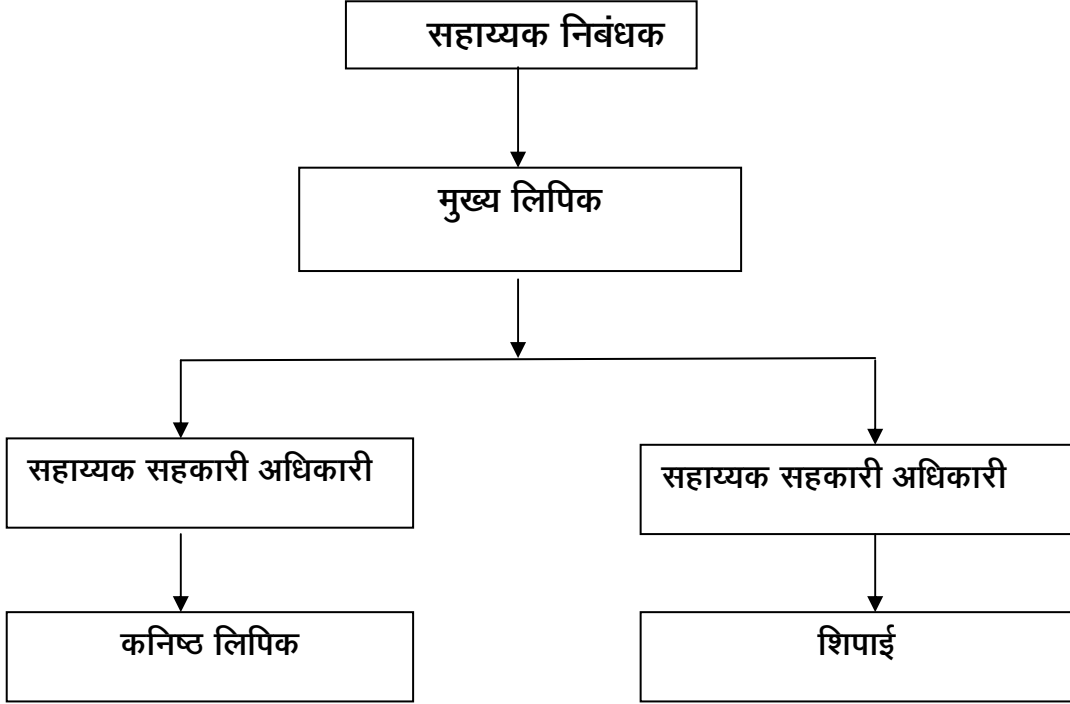 सहाय्यक निबंधक
मुख्य लिपिक
सहाय्यक सहकारी अधिकारी
सहाय्यक सहकारी अधिकारी
कनिष्ठ लिपिक
शिपाई